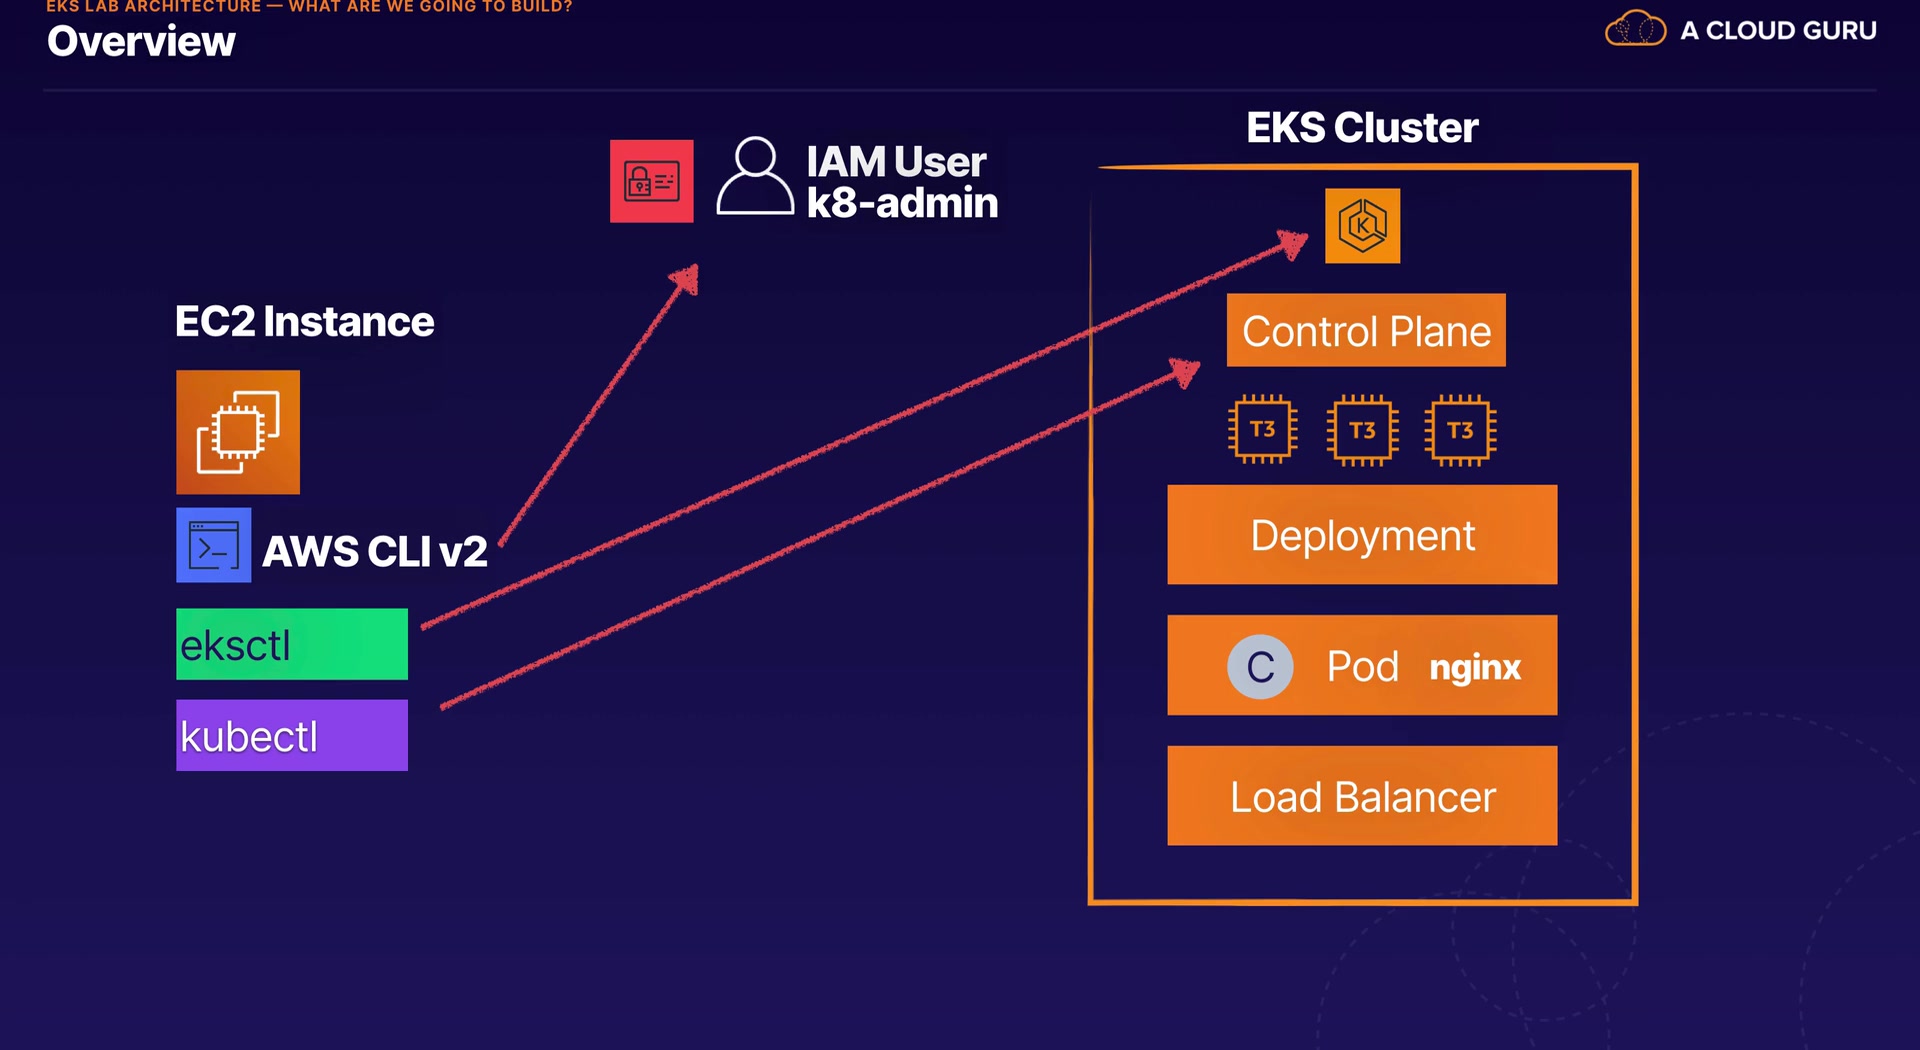 EKS LAB ARCHITECTURE — WHAT ARE WE GOING TO BUILD?
Overview
A CLOUD GURU
IAM User
k8-admin
EC2 Instance
AWS CLI v2
eksctl
kubectl
EKS Cluster
K
Control Plane
T3 T3 T3
Deployment
C Pod nginx
Load Balancer